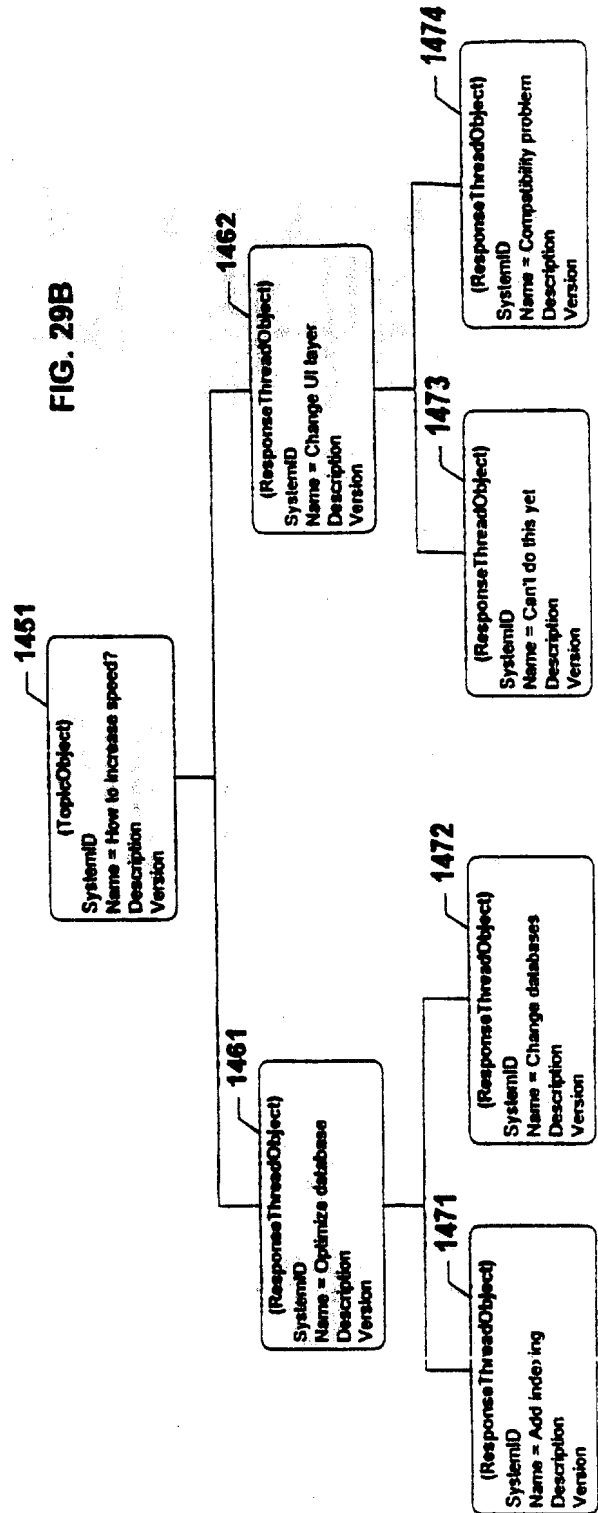 FIG. 29B
1451
(TopicObject)
SystemID
Name = How to increase speed?
Description
Version
1461
(ResponseThreadObject)
SystemID
Name = Optimize database
Description
Version
1462
(ResponseThreadObject)
SystemID
Name = Change UI layer
Description
Version
1471
(ResponseThreadObject)
SystemID
Name = Add indexing
Description
Version
1472
(ResponseThreadObject)
SystemID
Name = Change databases
Description
Version
1473
(ResponseThreadObject)
SystemID
Name = Can't do this yet
Description
Version
1474
(ResponseThreadObject)
SystemID
Name = Compatibility problem
Description
Version